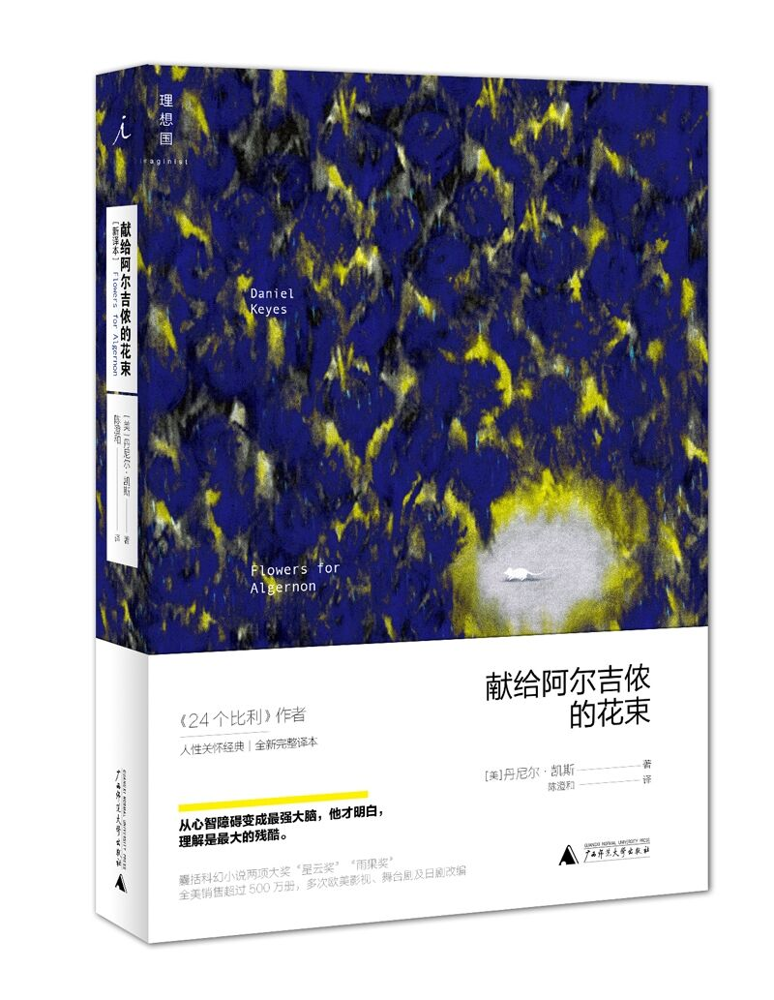 理想国
imaginist
献给阿尔吉侬的花束
[新译本]
Flowers for Algernon
[美] 丹尼尔·凯斯 著
陈澄和 译
GUANGXI NORMAL UNIVERSITY PRESS
广西师范大学出版社
Daniel
Keyes
Flowers for
Algernon
献给阿尔吉侬
的花束
《24个比利》作者
人性关怀经典｜全新完整译本
[美]丹尼尔·凯斯 著
陈澄和 译
从心智障碍变成最强大脑，他才明白，
理解是最大的残酷。
囊括科幻小说两项大奖“星云奖”“雨果奖”
全美销售超过500万册，多次欧美影视、舞台剧及日剧改编
GUANGXI NORMAL UNIVERSITY PRESS
广西师范大学出版社